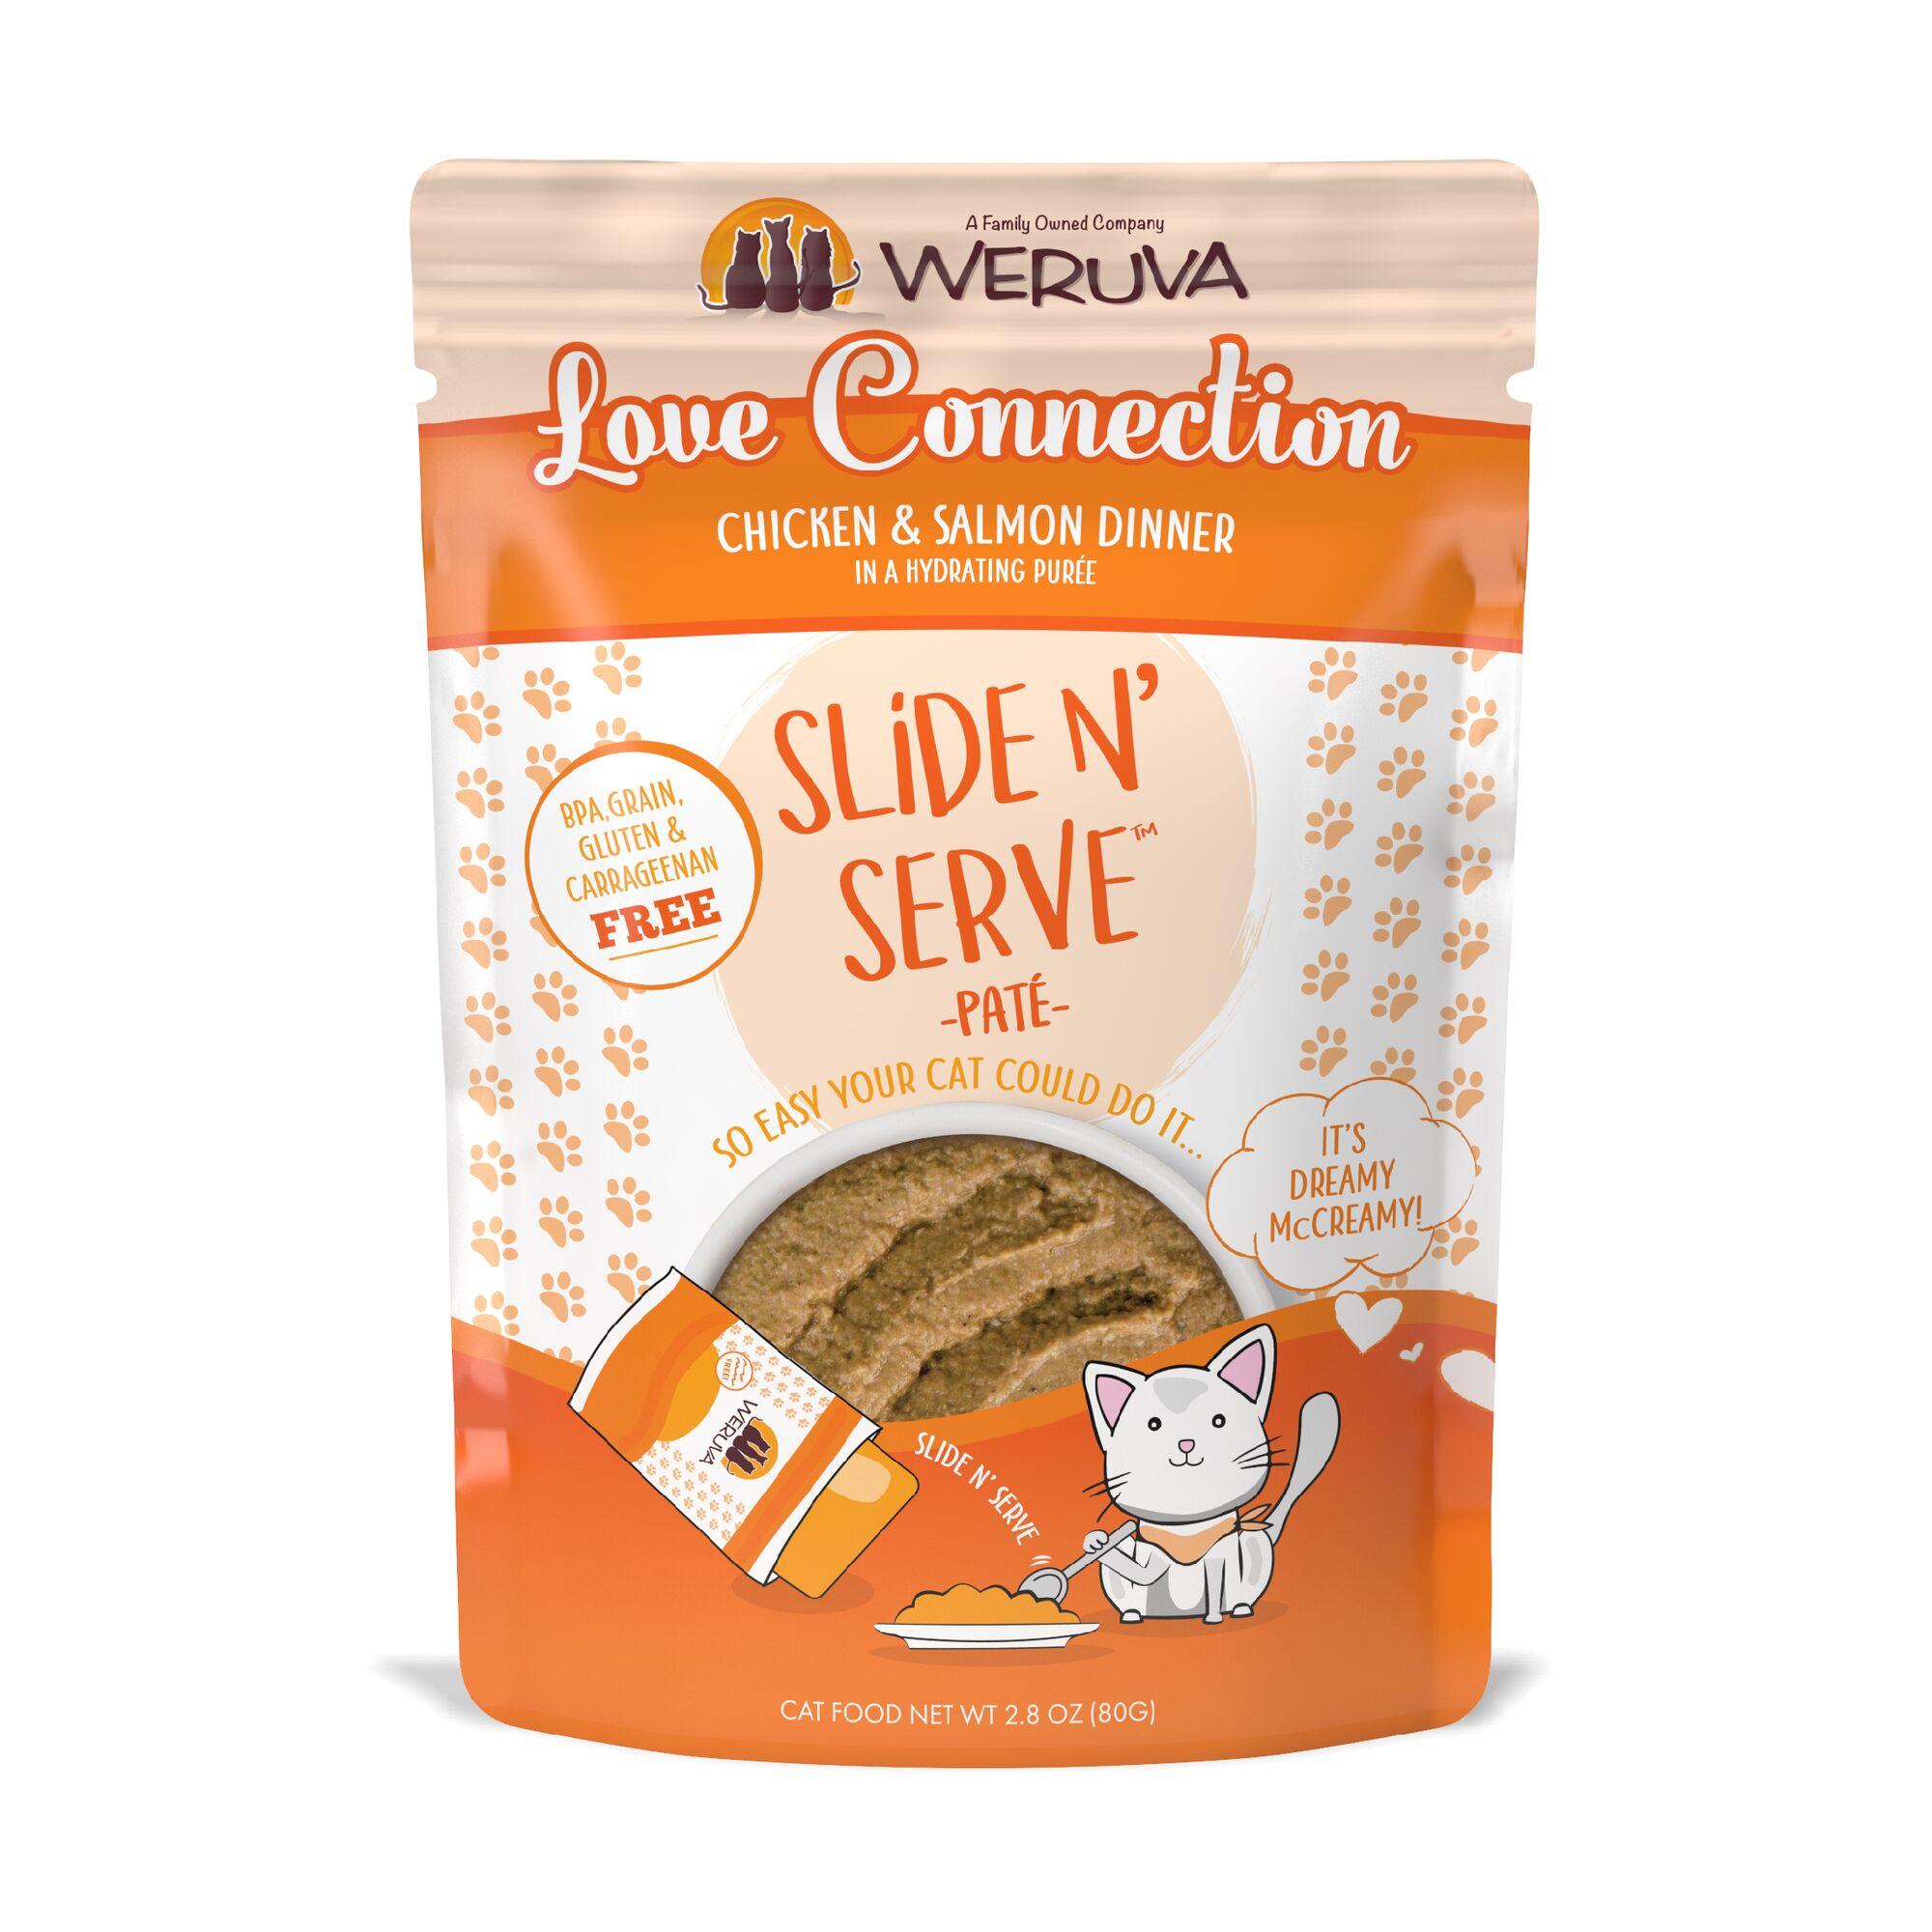 A Family Owned Company
WERUVA
Love Connection
CHICKEN & SALMON DINNER
IN A HYDRATING PURÉE
SLIDE N'
SERVE™
-PATÉ-
BPA, GRAIN,
GLUTEN &
CARRAGEENAN
FREE
SO EASY YOUR CAT COULD DO IT...
IT'S
DREAMY
McCREAMY!
FREE!
WERUVA
SLIDE N' SERVE
CAT FOOD NET WT 2.8 OZ (80G)